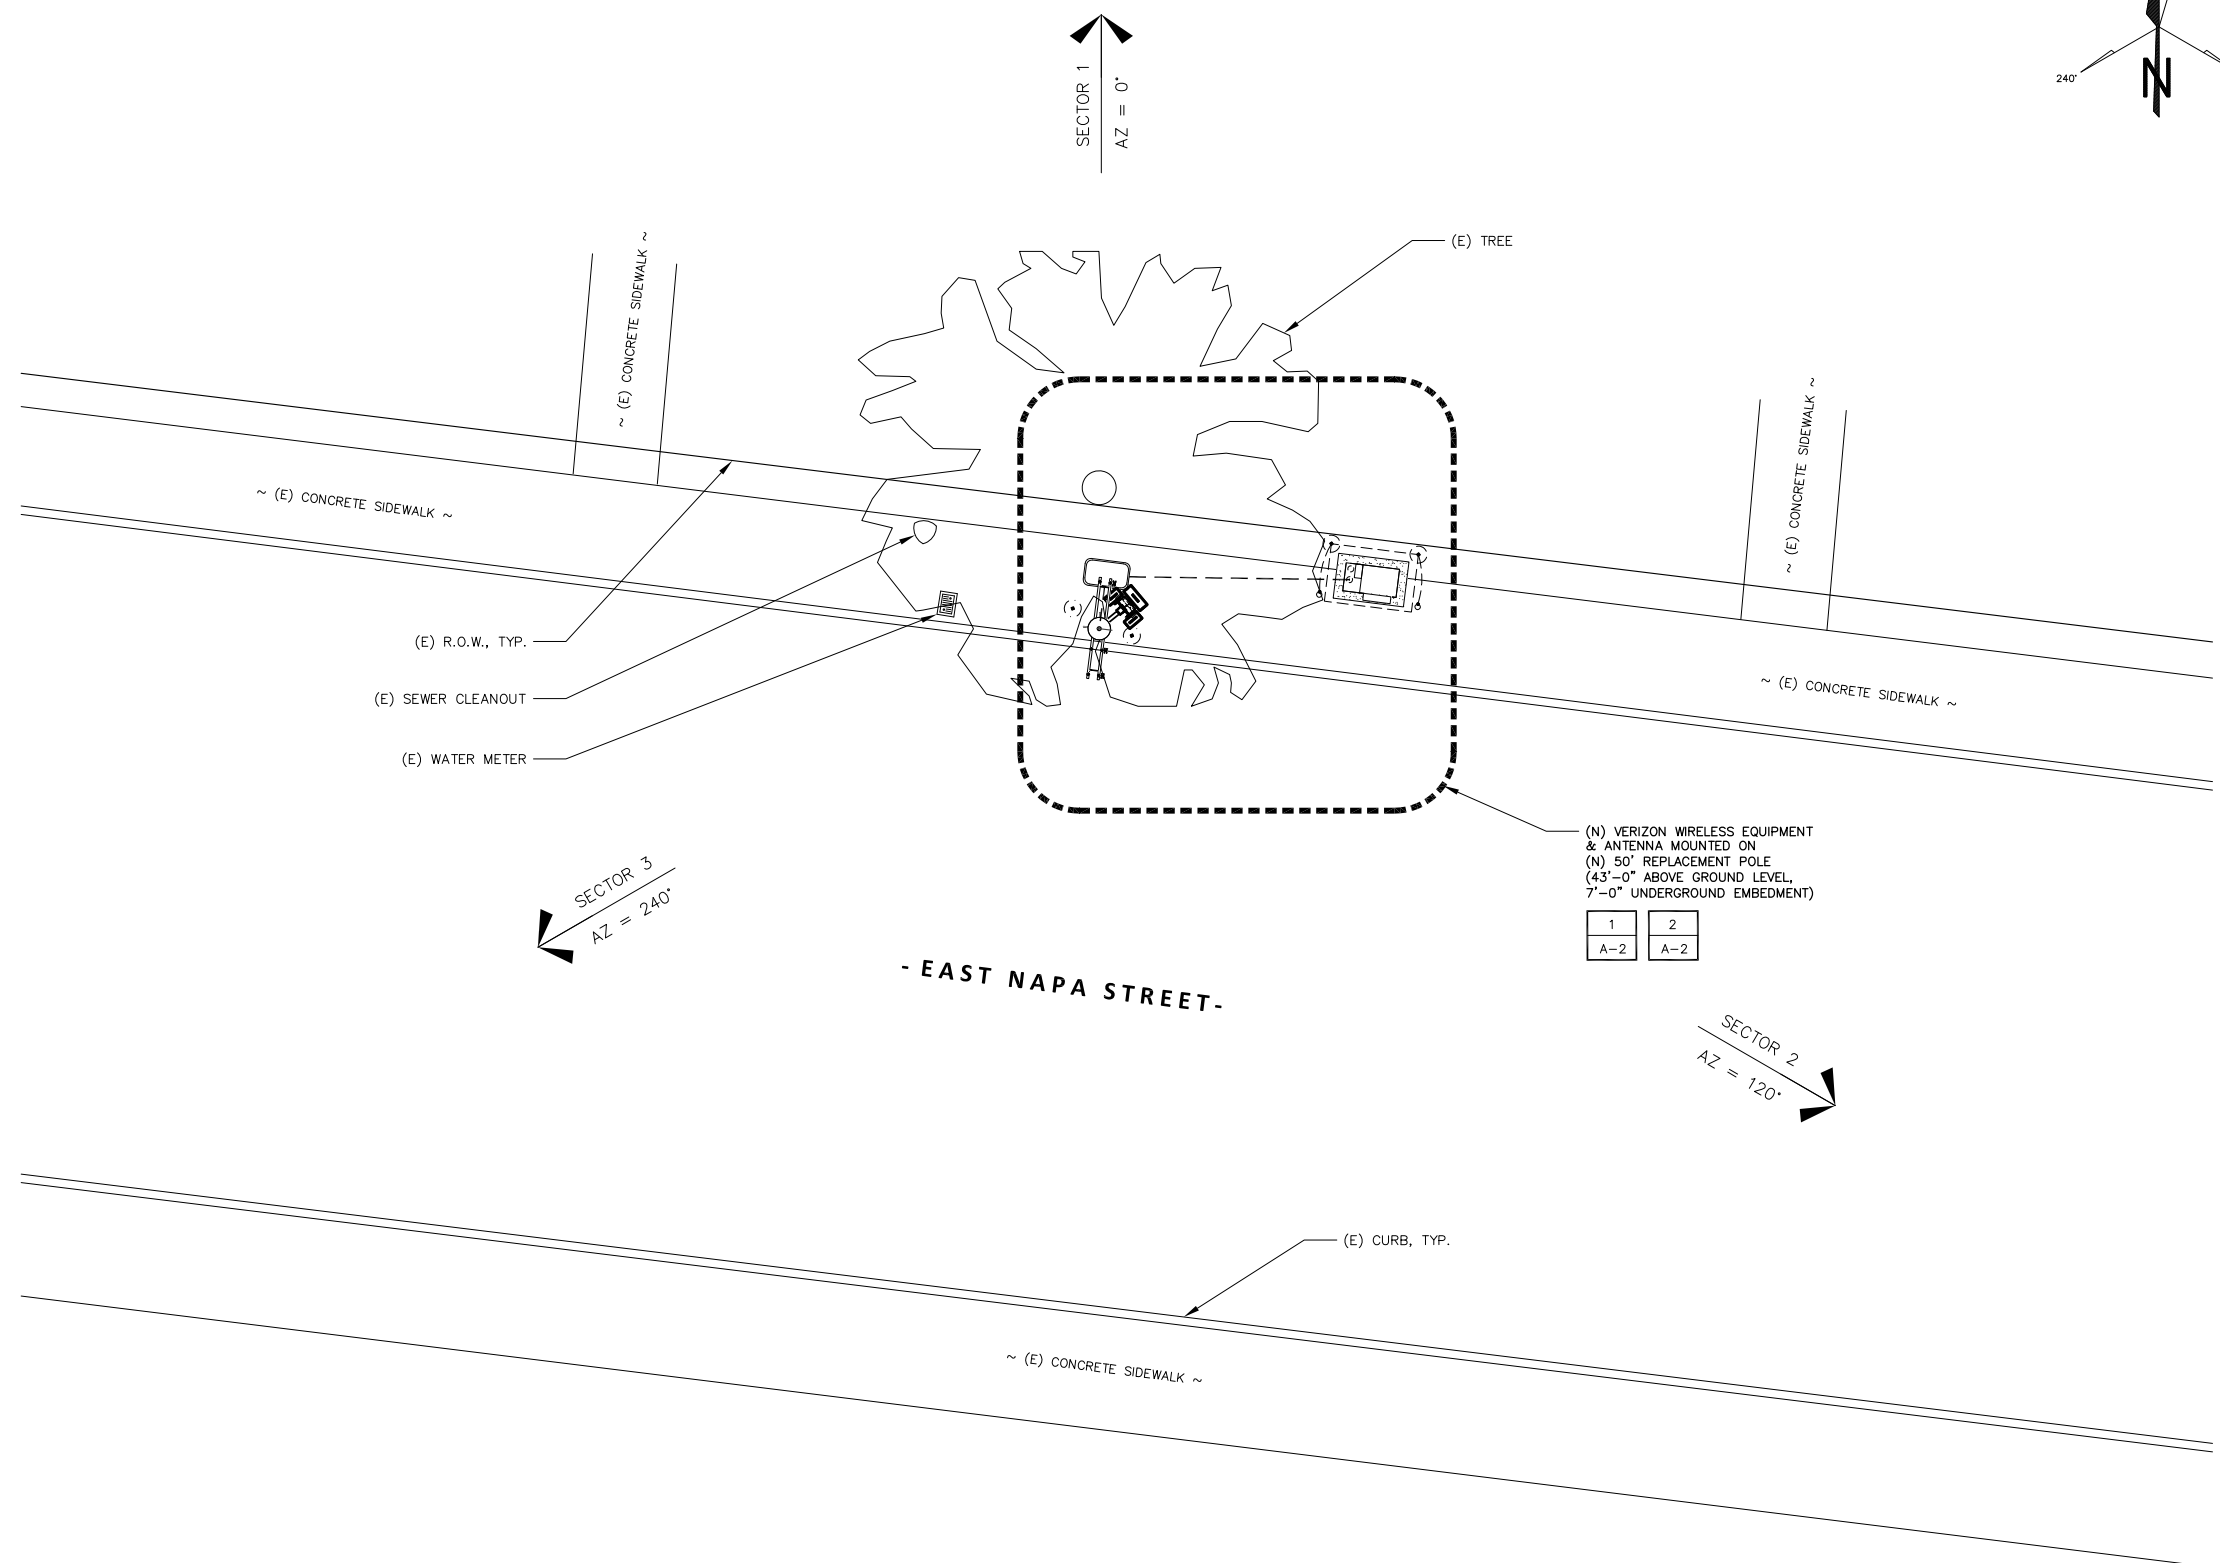 SECTOR 1
AZ = 0°
240°
N
(E) TREE
~ (E) CONCRETE SIDEWALK ~
~ (E) CONCRETE SIDEWALK ~
~ (E) CONCRETE SIDEWALK ~
(E) R.O.W., TYP.
(E) SEWER CLEANOUT
(E) WATER METER
~ (E) CONCRETE SIDEWALK ~
(N) VERIZON WIRELESS EQUIPMENT
& ANTENNA MOUNTED ON
(N) 50' REPLACEMENT POLE
(43'-0" ABOVE GROUND LEVEL,
7'-0" UNDERGROUND EMBEDMENT)
1
A-2
2
A-2
SECTOR 3
AZ = 240°
- EAST NAPA STREET-
SECTOR 2
AZ = 120°
(E) CURB, TYP.
~ (E) CONCRETE SIDEWALK ~